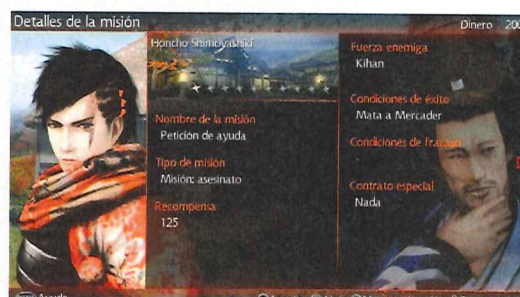 Detalles de la misión
Dinero 200
Honcho Shimoyashiki
Nombre de la misión
Petición de ayuda
Tipo de misión
Misión: asesinato
Recompensa
125
Fuerza enemiga
Kihan
Condiciones de éxito
Mata a Mercader
Condiciones de fracaso
Contrato especial
Nada